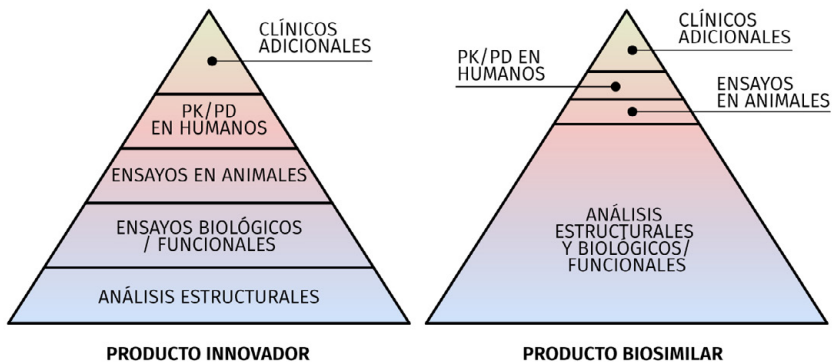 CLÍNICOS
ADICIONALES
PK/PD
EN HUMANOS
ENSAYOS EN ANIMALES
ENSAYOS BIOLÓGICOS
/ FUNCIONALES
ANÁLISIS ESTRUCTURALES
PRODUCTO INNOVADOR
CLÍNICOS
ADICIONALES
PK/PD EN
HUMANOS
ENSAYOS
EN ANIMALES
ANÁLISIS
ESTRUCTURALES
Y BIOLÓGICOS/
FUNCIONALES
PRODUCTO BIOSIMILAR